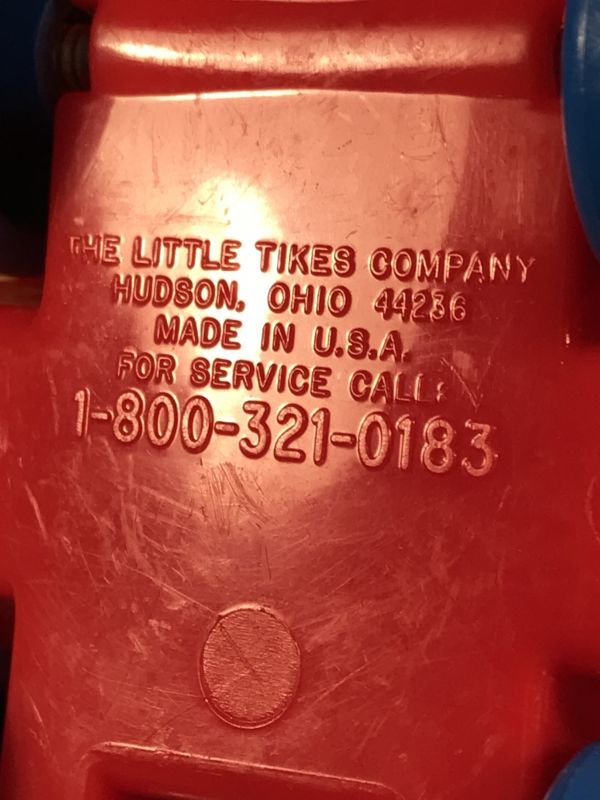 THE LITTLE TIKES COMPANY
HUDSON, OHIO 44236
MADE IN U.S.A.
FOR SERVICE CALL:
1-800-321-0183